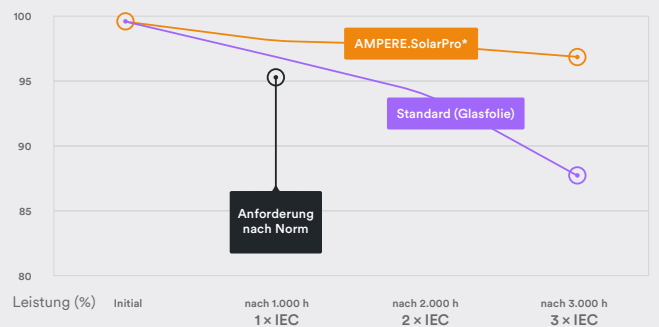 100
AMPERE.SolarPro*
95
Standard (Glasfolie)
90
85
Anforderung
nach Norm
80
Leistung (%)
Initial
nach 1.000 h
nach 2.000 h
nach 3.000 h
1 × IEC
2 × IEC
3 × IEC